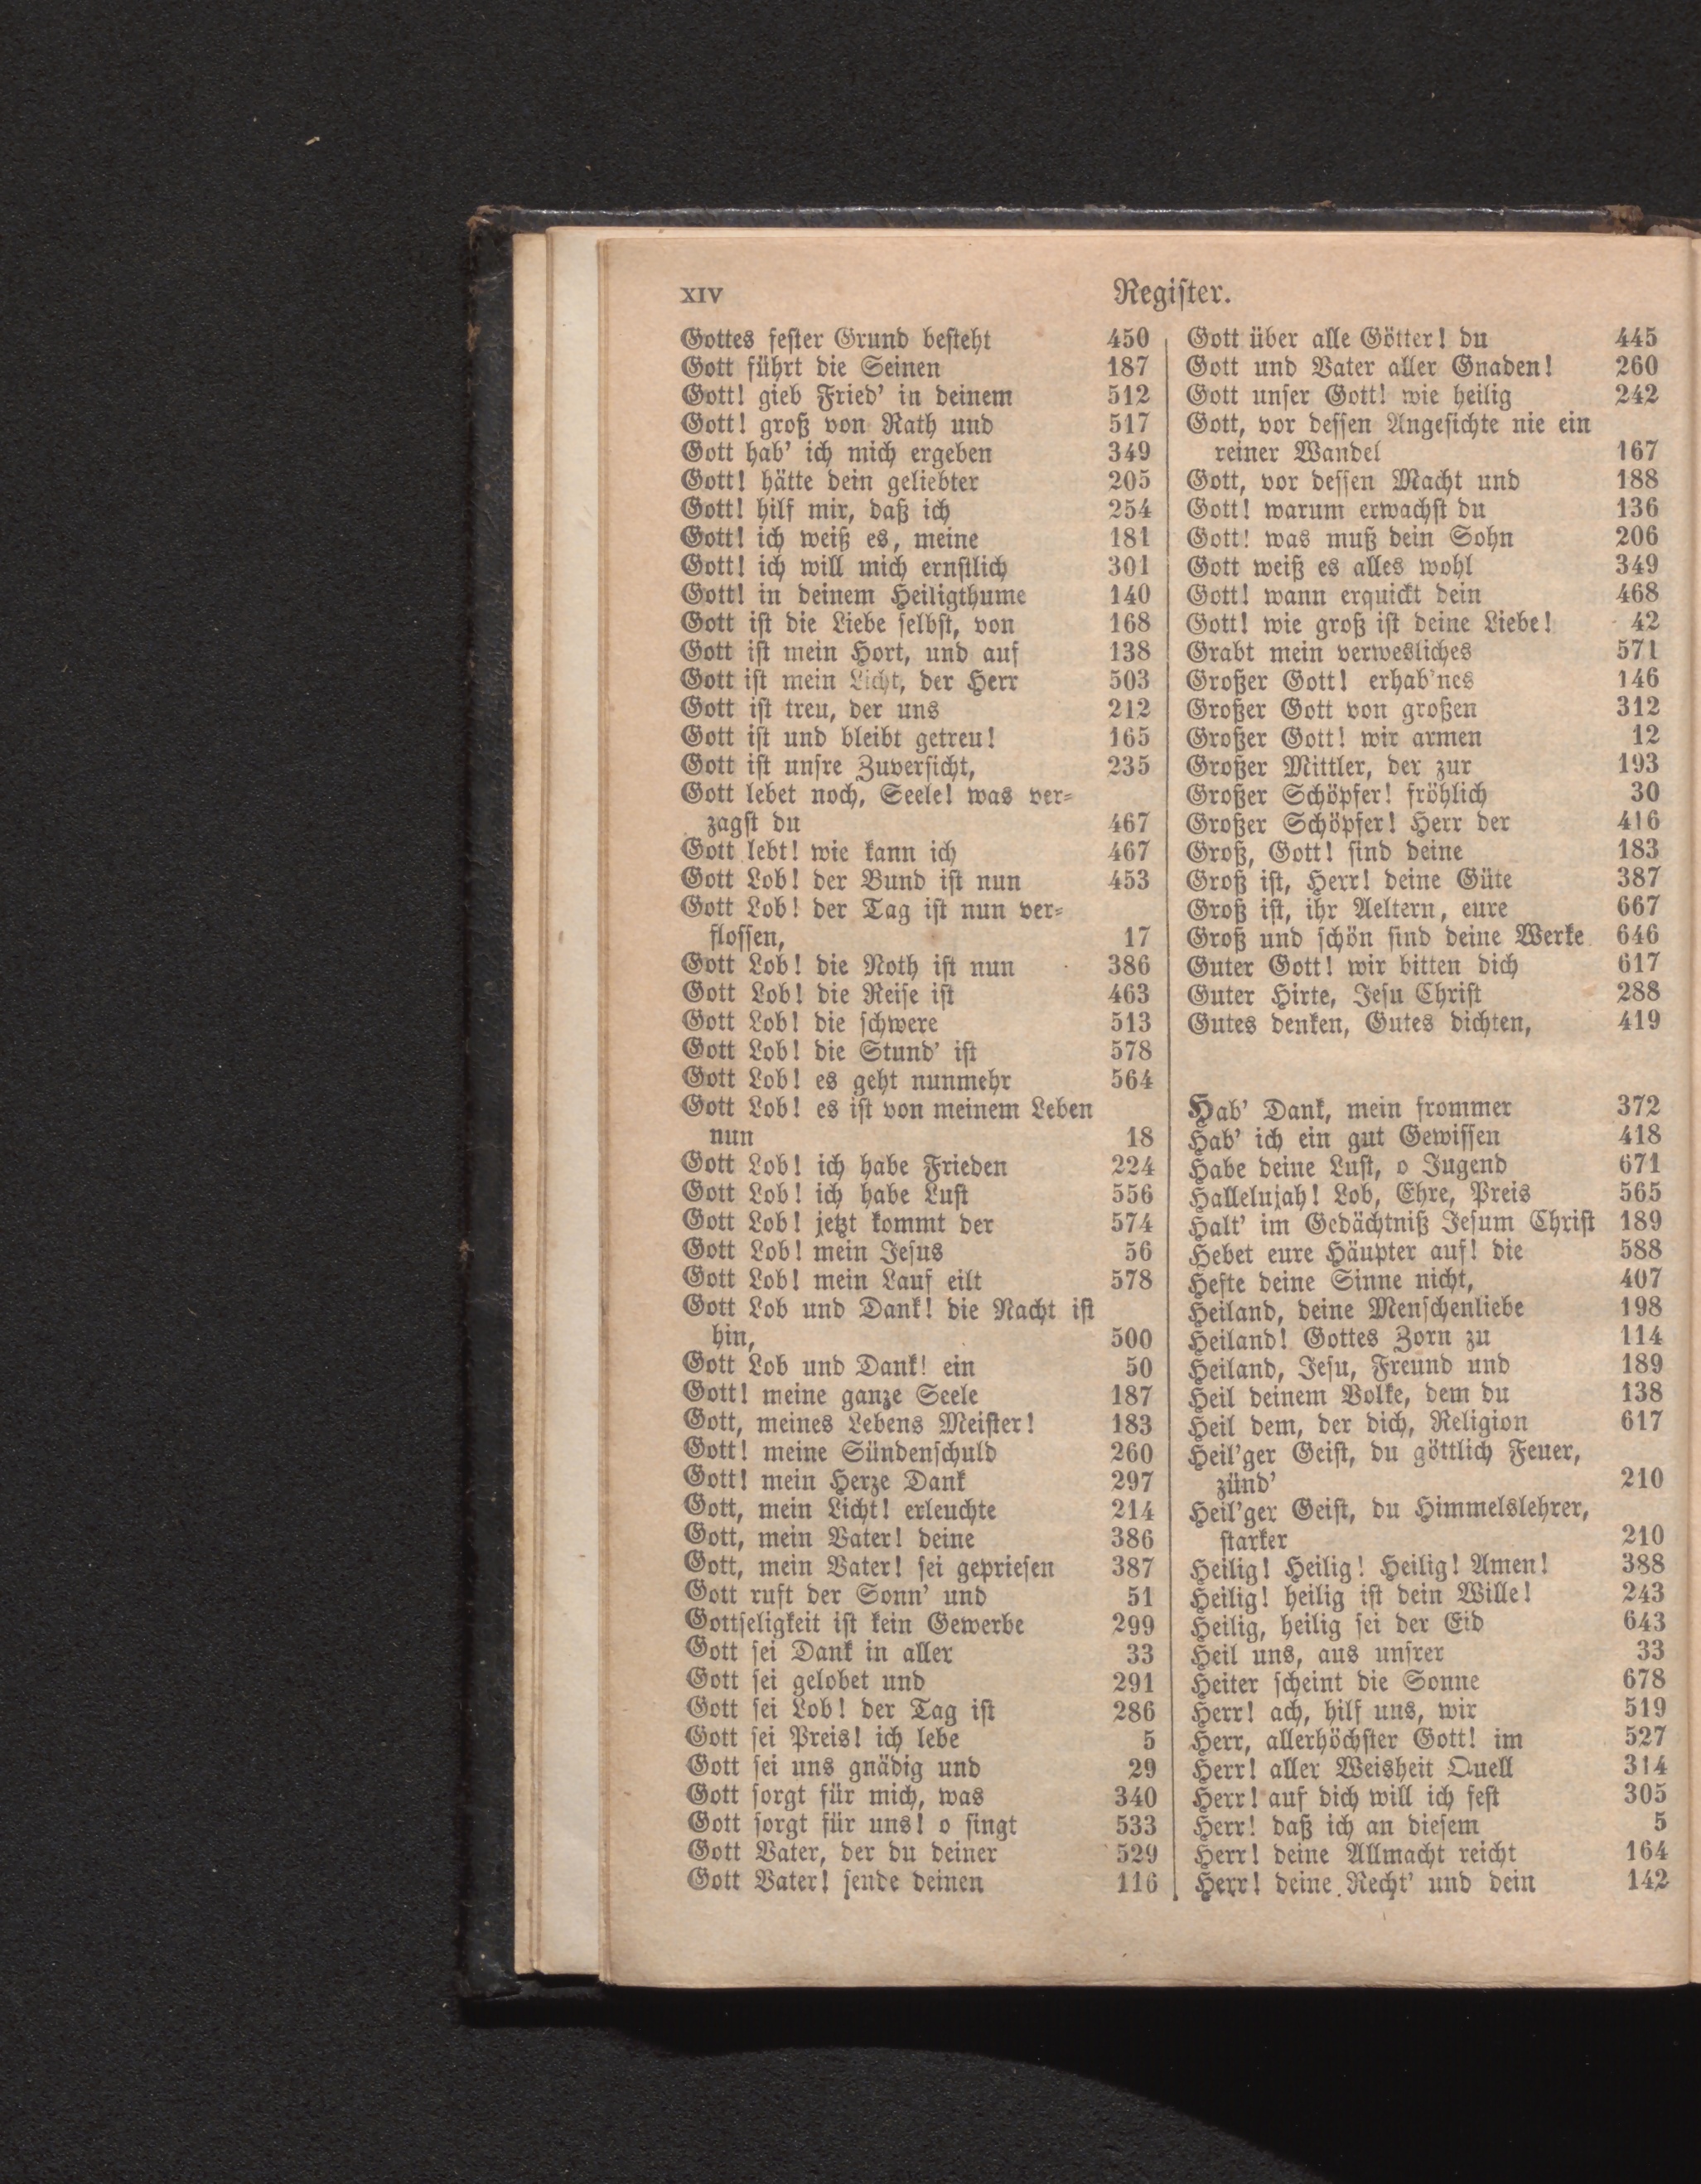 XIV
Register.
Gottes fester Grund besteht 450
Gott führt die Seinen 187
Gott! gieb Fried' in deinem 512
Gott! groß von Rath und 517
Gott hab' ich mich ergeben 349
Gott! hätte dein geliebter 205
Gott! hilf mir, daß ich 254
Gott! ich weiß es, meine 181
Gott! ich will mich ernstlich 301
Gott! in deinem Heiligthume 140
Gott ist die Liebe selbst, von 168
Gott ist mein Hort, und auf 138
Gott ist mein Licht, der Herr 503
Gott ist treu, der uns 212
Gott ist und bleibt getreu! 165
Gott ist unsre Zuversicht, 235
Gott lebet noch, Seele! was ver-
zagst du 467
Gott lebt! wie kann ich 467
Gott Lob! der Bund ist nun 453
Gott Lob! der Tag ist nun ver-
flossen, 17
Gott Lob! die Noth ist nun 386
Gott Lob! die Reise ist 463
Gott Lob! die schwere 513
Gott Lob! die Stund' ist 578
Gott Lob! es geht nunmehr 564
Gott Lob! es ist von meinem Leben
nun 18
Gott Lob! ich habe Frieden 224
Gott Lob! ich habe Lust 556
Gott Lob! jetzt kommt der 574
Gott Lob! mein Jesus 56
Gott Lob! mein Lauf eilt 578
Gott Lob und Dank! die Nacht ist
hin, 500
Gott Lob und Dank! ein 50
Gott! meine ganze Seele 187
Gott, meines Lebens Meister! 183
Gott! meine Sündenschuld 260
Gott! mein Herze Dank 297
Gott, mein Licht! erleuchte 214
Gott, mein Vater! deine 386
Gott, mein Vater! sei gepriesen 387
Gott ruft der Sonn' und 51
Gottseligkeit ist kein Gewerbe 299
Gott sei Dank in aller 33
Gott sei gelobet und 291
Gott sei Lob! der Tag ist 286
Gott sei Preis! ich lebe 5
Gott sei uns gnädig und 29
Gott sorgt für mich, was 340
Gott sorgt für uns! o singt 533
Gott Vater, der du deiner 529
Gott Vater! sende deinen 116
Gott über alle Götter! du 445
Gott und Vater aller Gnaden! 260
Gott unser Gott! wie heilig 242
Gott, vor dessen Angesichte nie ein
reiner Wandel 167
Gott, vor dessen Macht und 188
Gott! warum erwachst du 136
Gott! was muß dein Sohn 206
Gott weiß es alles wohl 349
Gott! wann erquickt dein 468
Gott! wie groß ist deine Liebe! 42
Grabt mein verwesliches 571
Großer Gott! erhab'nes 146
Großer Gott von großen 312
Großer Gott! wir armen 12
Großer Mittler, der zur 193
Großer Schöpfer! fröhlich 30
Großer Schöpfer! Herr der 416
Groß, Gott! sind deine 183
Groß ist, Herr! deine Güte 387
Groß ist, ihr Aeltern, eure 667
Groß und schön sind deine Werke 646
Guter Gott! wir bitten dich 617
Guter Hirte, Jesu Christ 288
Gutes denken, Gutes dichten, 419
Hab' Dank, mein frommer 372
Hab' ich ein gut Gewissen 418
Habe deine Lust, o Jugend 671
Hallelujah! Lob, Ehre, Preis 565
Halt' im Gedächtniß Jesum Christ 189
Hebet eure Häupter auf! die 588
Hefte deine Sinne nicht, 407
Heiland, deine Menschenliebe 198
Heiland! Gottes Zorn zu 114
Heiland, Jesu, Freund und 189
Heil deinem Volke, dem du 138
Heil dem, der dich, Religion 617
Heil'ger Geist, du göttlich Feuer,
zünd' 210
Heil'ger Geist, du Himmelslehrer,
starker 210
Heilig! Heilig! Heilig! Amen! 388
Heilig! heilig ist dein Wille! 243
Heilig, heilig sei der Eid 643
Heil uns, aus unsrer 33
Heiter scheint die Sonne 678
Herr! ach, hilf uns, wir 519
Herr, allerhöchster Gott! im 527
Herr! aller Weisheit Quell 314
Herr! auf dich will ich fest 305
Herr! daß ich an diesem 5
Herr! deine Allmacht reicht 164
Herr! deine Recht' und dein 142